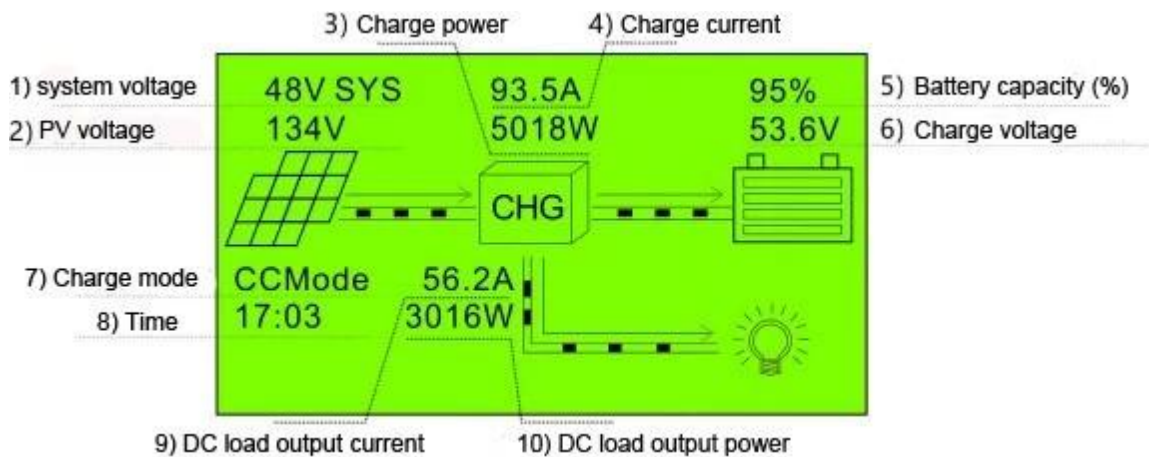 3) Charge power
4) Charge current
1) system voltage
48V SYS
93.5A
95%
5) Battery capacity (%)
2) PV voltage
134V
5018W
53.6V
6) Charge voltage
CHG
7) Charge mode
CCMode
56.2A
8) Time
17:03
3016W
9) DC load output current
10) DC load output power